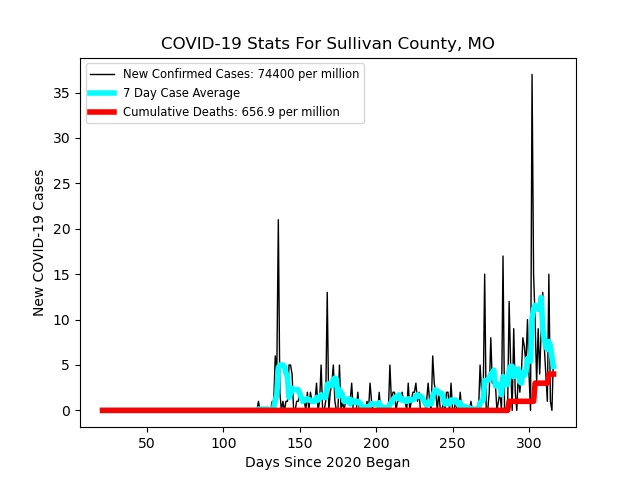 COVID-19 Stats For Sullivan County, MO
New Confirmed Cases: 74400 per million
7 Day Case Average
Cumulative Deaths: 656.9 per million
New COVID-19 Cases
35
30
25
20
15
10
5
0
50 100 150 200 250 300
Days Since 2020 Began